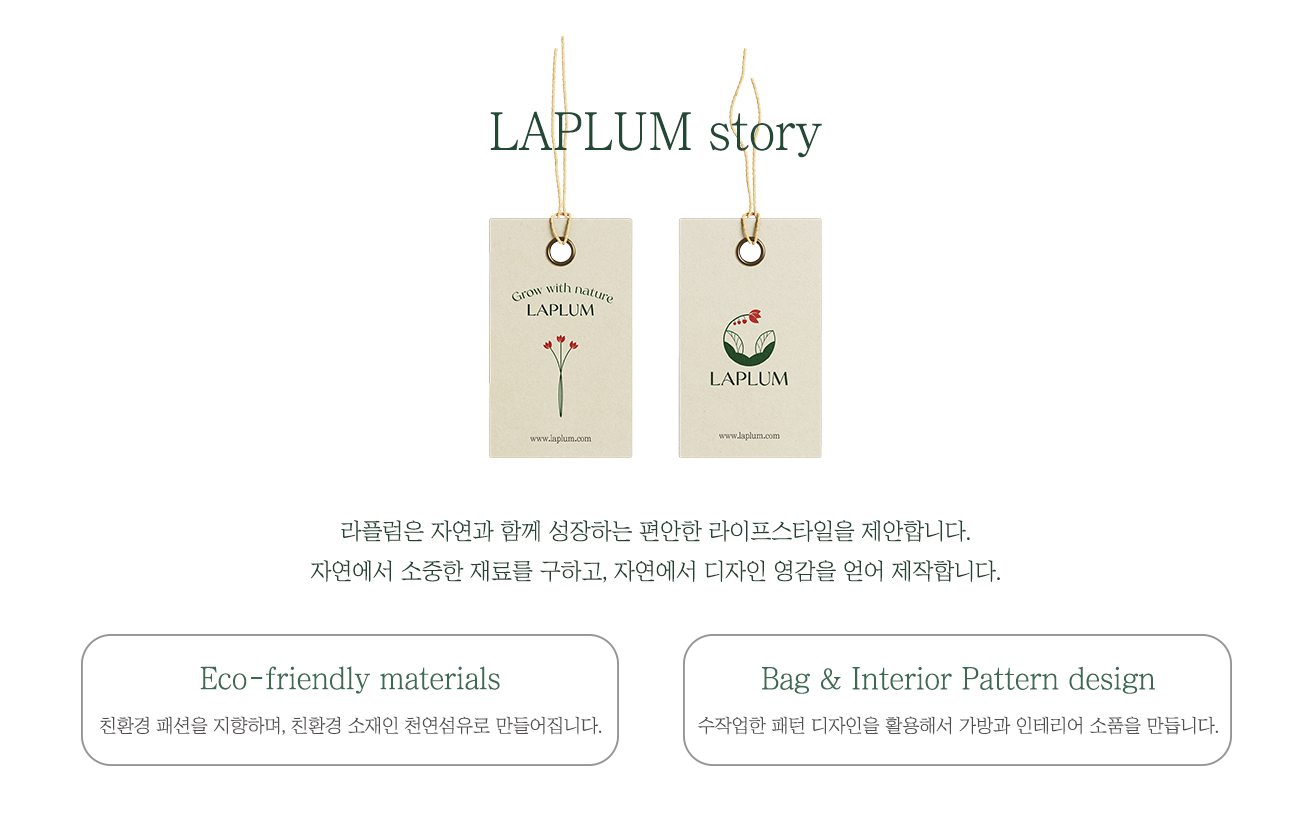 LAPLUM story
Grow with nature
LAPLUM
www.laplum.com
LAPLUM
www.laplum.com
라플럼은 자연과 함께 성장하는 편안한 라이프스타일을 제안합니다.
자연에서 소중한 재료를 구하고, 자연에서 디자인 영감을 얻어 제작합니다.
Eco-friendly materials
친환경 패션을 지향하며, 친환경 소재인 천연섬유로 만들어집니다.
Bag & Interior Pattern design
수작업한 패턴 디자인을 활용해서 가방과 인테리어 소품을 만듭니다.